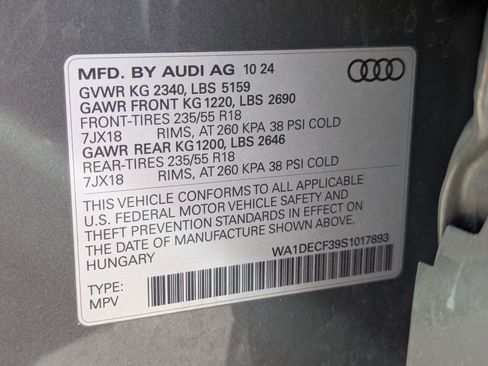 MFD. BY AUDI AG 10 24
GVWR KG 2340, LBS 5159
GAWR FRONT KG 1220, LBS 2690
FRONT-TIRES 235/55 R18
7JX18 RIMS, AT 260 KPA 38 PSI COLD
GAWR REAR KG1200, LBS 2646
REAR-TIRES 235/55 R18
7JX18 RIMS, AT 260 KPA 38 PSI COLD
THIS VEHICLE CONFORMS TO ALL APPLICABLE
U.S. FEDERAL MOTOR VEHICLE SAFETY AND
THEFT PREVENTION STANDARDS IN EFFECT ON
THE DATE OF MANUFACTURE SHOWN ABOVE.
HUNGARY
WA1DECF39S1017893
TYPE:
MPV